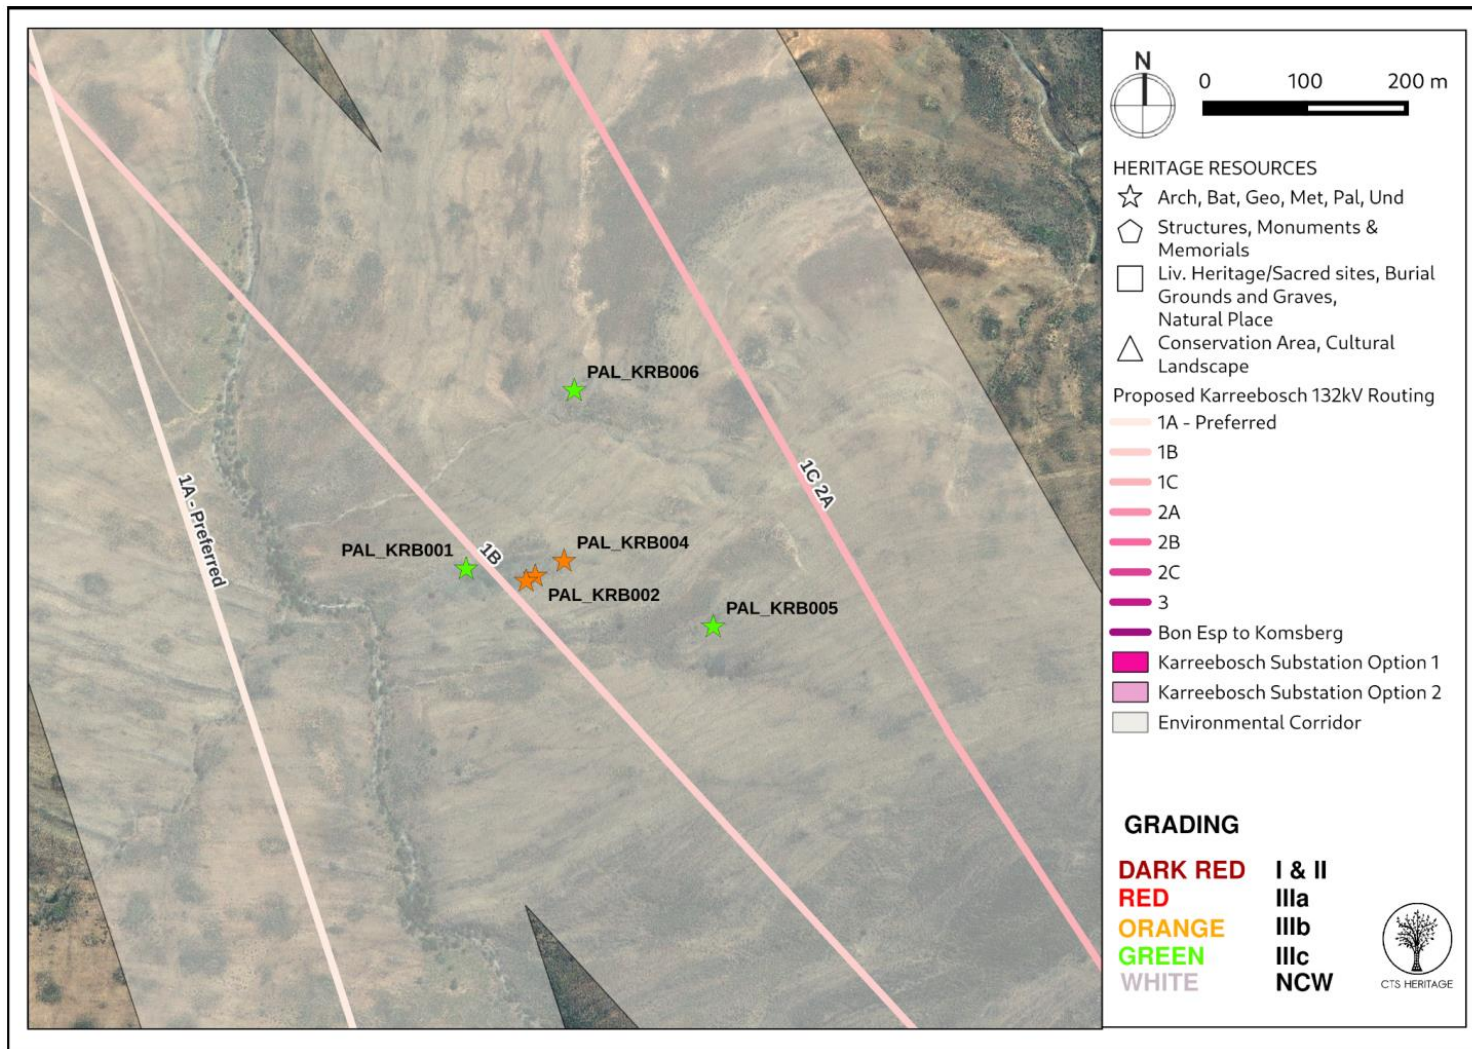 N
0 100 200 m
HERITAGE RESOURCES
Arch, Bat, Geo, Met, Pal, Und
Structures, Monuments &
Memorials
Liv. Heritage/Sacred sites, Burial
Grounds and Graves,
Natural Place
Conservation Area, Cultural
Landscape
Proposed Karreebosch 132kV Routing
1A - Preferred
1B
1C
2A
2B
2C
3
Bon Esp to Komsberg
Karreebosch Substation Option 1
Karreebosch Substation Option 2
Environmental Corridor
GRADING
DARK RED I & II
RED IIIa
ORANGE IIIb
GREEN IIIc
WHITE NCW
CTS HERITAGE
PAL_KRB006
1C 2A
1A - Preferred
PAL_KRB001
1B
PAL_KRB004
PAL_KRB002
PAL_KRB005